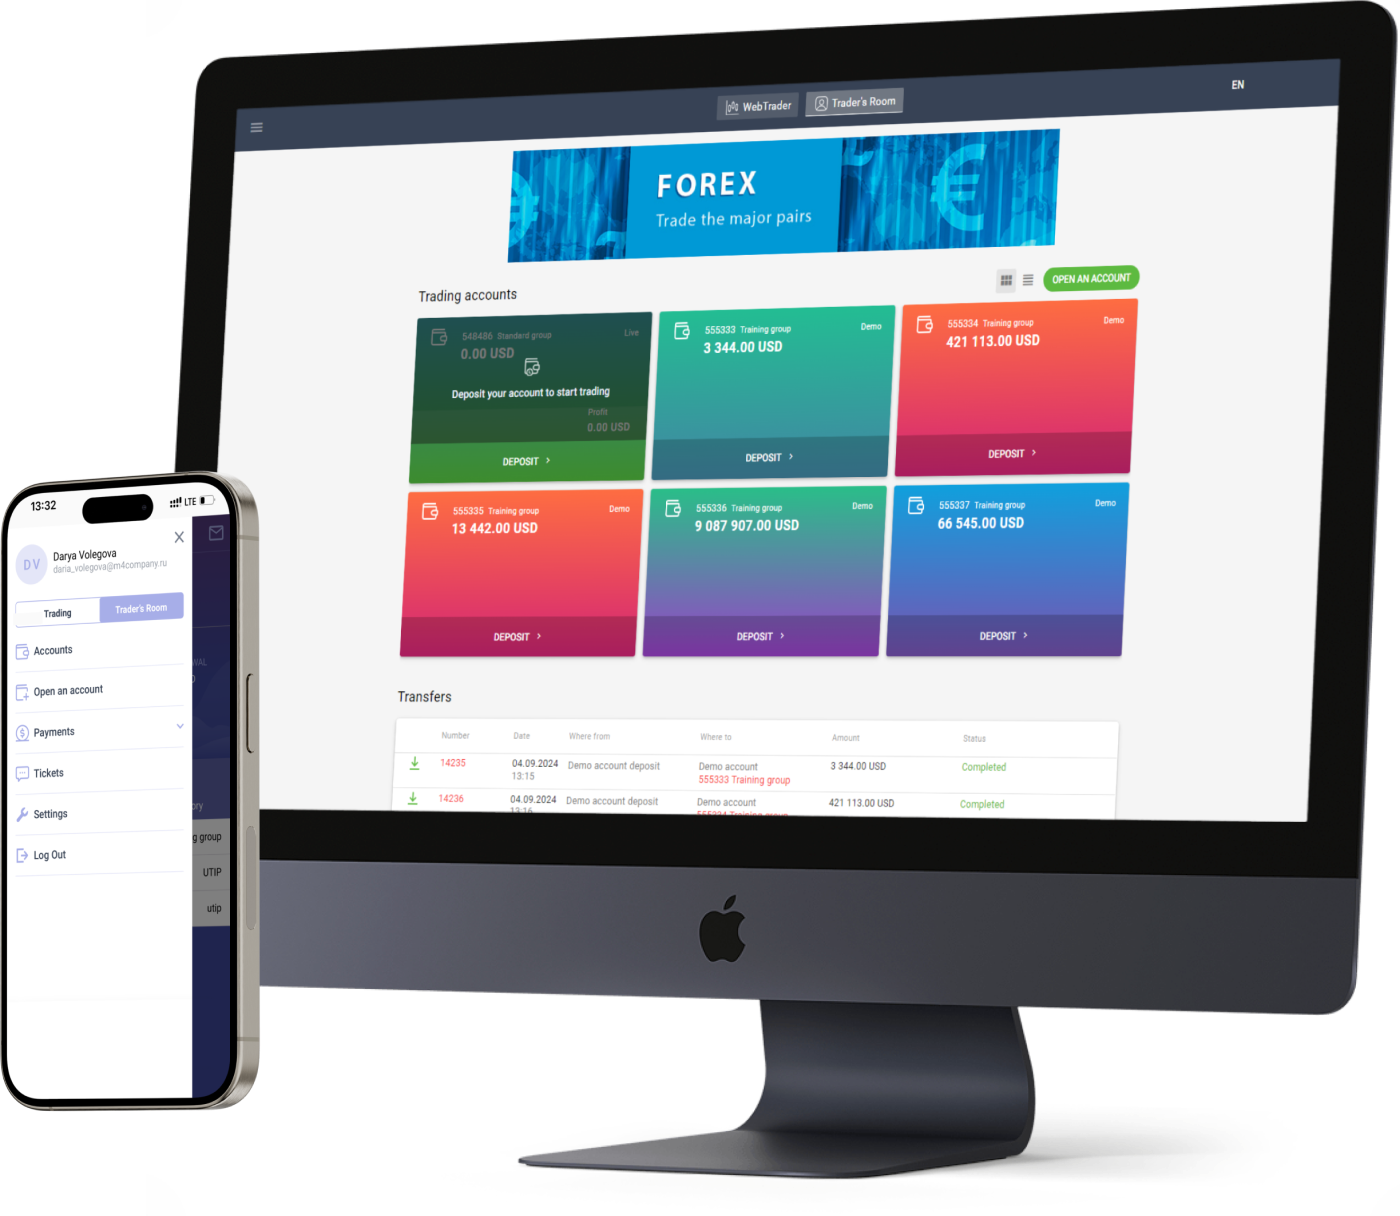 WebTrader
Trader's Room
EN
FOREX
Trade the major pairs
Trading accounts
OPEN AN ACCOUNT
548486 Standard group
Live
0.00 USD
Deposit your account to start trading
Profit
0.00 USD
DEPOSIT
555333 Training group
Demo
3 344.00 USD
DEPOSIT
555334 Training group
Demo
421 113.00 USD
DEPOSIT
555335 Training group
Demo
13 442.00 USD
DEPOSIT
555336 Training group
Demo
9 087 907.00 USD
DEPOSIT
555337 Training group
Demo
66 545.00 USD
DEPOSIT
Transfers
Number Date Where from Where to Amount Status
14235 04.09.2024 Demo account deposit Demo account 3 344.00 USD Completed
13:15 555333 Training group
14236 04.09.2024 Demo account deposit Demo account 421 113.00 USD Completed
13:16 555334 Training group
13:32
LTE
DV
Darya Volegova
daria_volegova@m4company.ru
Trading
Trader's Room
Accounts
Open an account
Payments
Tickets
Settings
Log Out
group
UTIP
utip